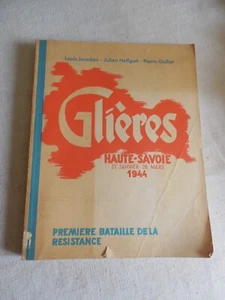 Louis Jourdan - Julien Helfgott - Pierre Golliet
Glières
HAUTE-SAVOIE
31 JANVIER-26 MARS
1944
PREMIERE BATAILLE DE LA
RESISTANCE